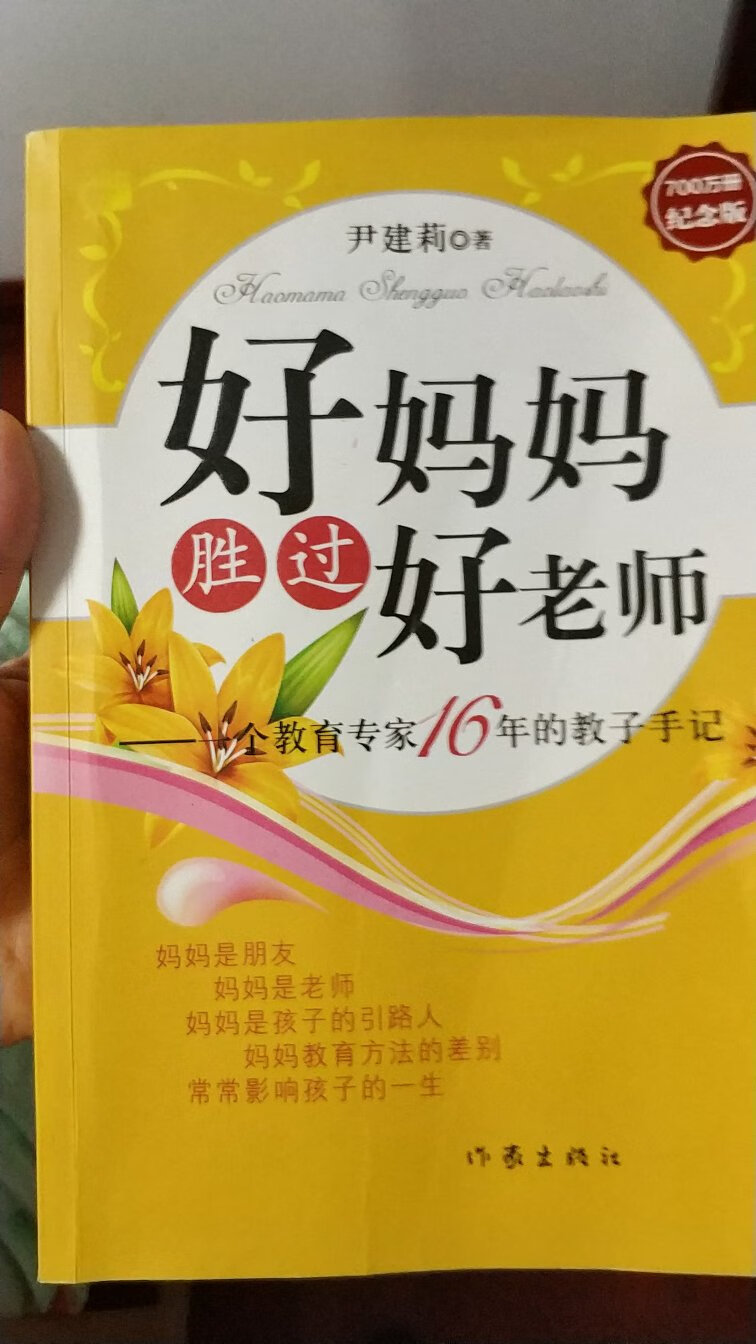 700万册
纪念版
尹建莉◎著
Haomama Shengguo Haolaoshi
好妈妈
胜过好老师
——一个教育专家16年的教子手记
妈妈是朋友
妈妈是老师
妈妈是孩子的引路人
妈妈教育方法的差别
常常影响孩子的一生
作家出版社